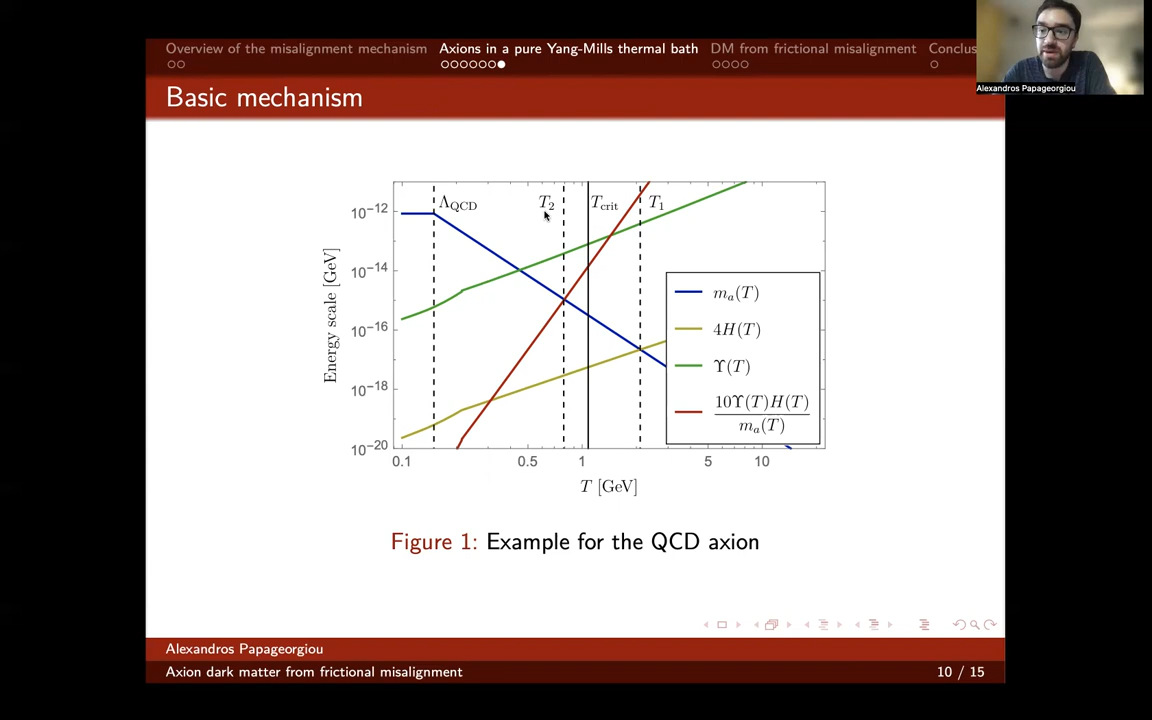 Overview of the misalignment mechanism Axions in a pure Yang-Mills thermal bath DM from frictional misalignment Conclus
Alexandros Papageorgiou
Basic mechanism
Λ_QCD T_2 T_crit T_1
10^−12
10^−14
10^−16
10^−18
10^−20
Energy scale [GeV]
m_a(T)
4H(T)
ϒ(T)
10ϒ(T)H(T)
m_a(T)
0.1 0.5 1 5 10
T [GeV]
Figure 1: Example for the QCD axion
Alexandros Papageorgiou
Axion dark matter from frictional misalignment 10 / 15